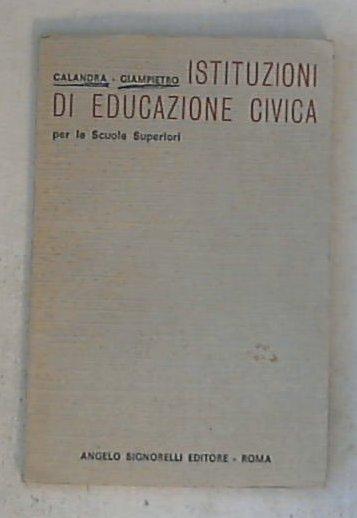 CALANDRA - GIAMPIETRO ISTITUZIONI
DI EDUCAZIONE CIVICA
per le Scuole Superiori
ANGELO SIGNORELLI EDITORE - ROMA